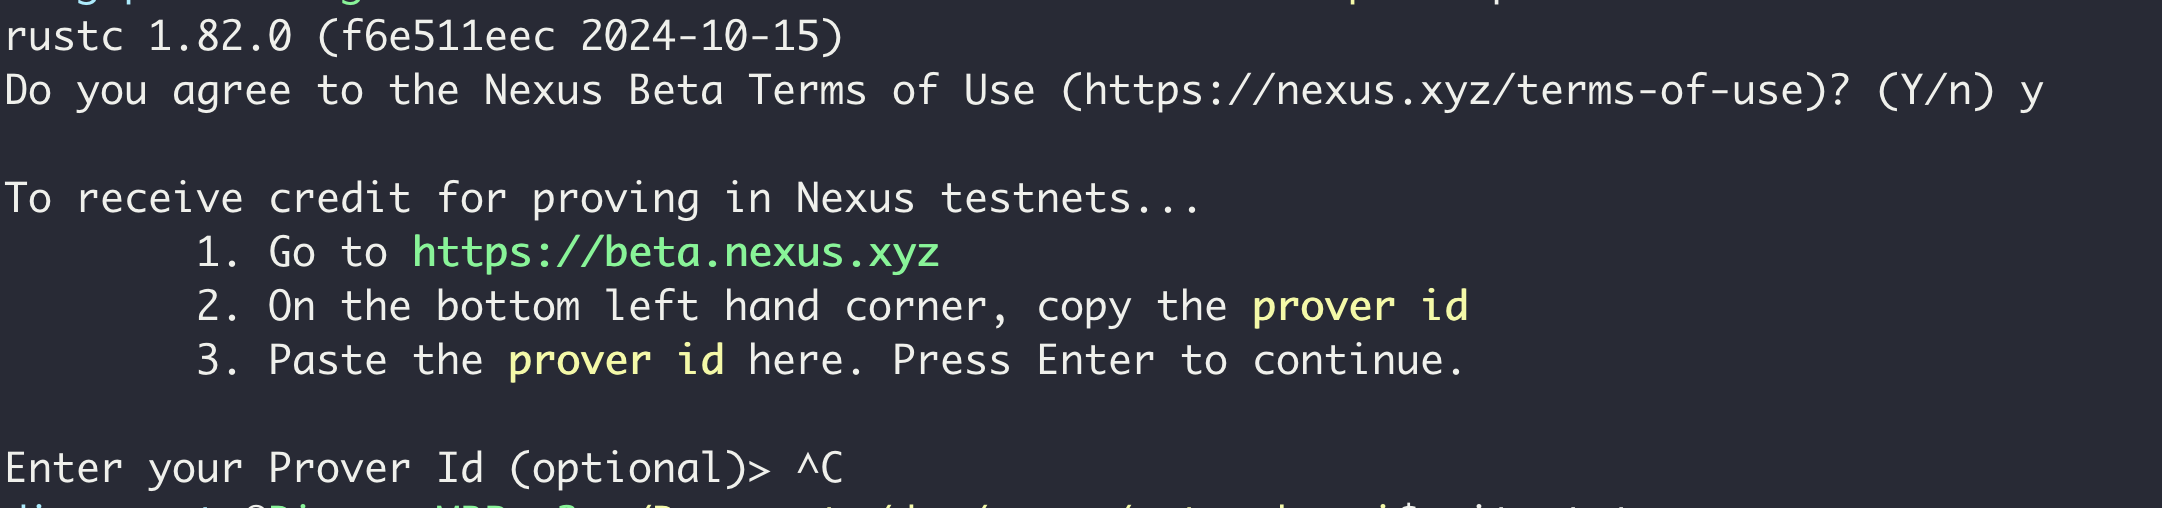 rustc 1.82.0 (f6e511eec 2024-10-15)
Do you agree to the Nexus Beta Terms of Use (https://nexus.xyz/terms-of-use)? (Y/n) y
To receive credit for proving in Nexus testnets...
1. Go to https://beta.nexus.xyz
2. On the bottom left hand corner, copy the prover id
3. Paste the prover id here. Press Enter to continue.
Enter your Prover Id (optional)> ^C